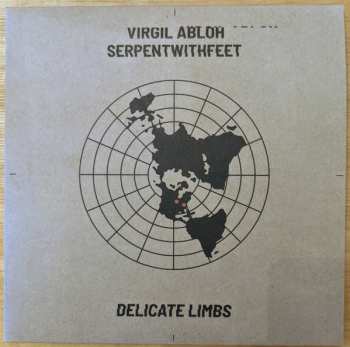 VIRGIL ABLOH
SERPENTWITHFEET
DELICATE LIMBS